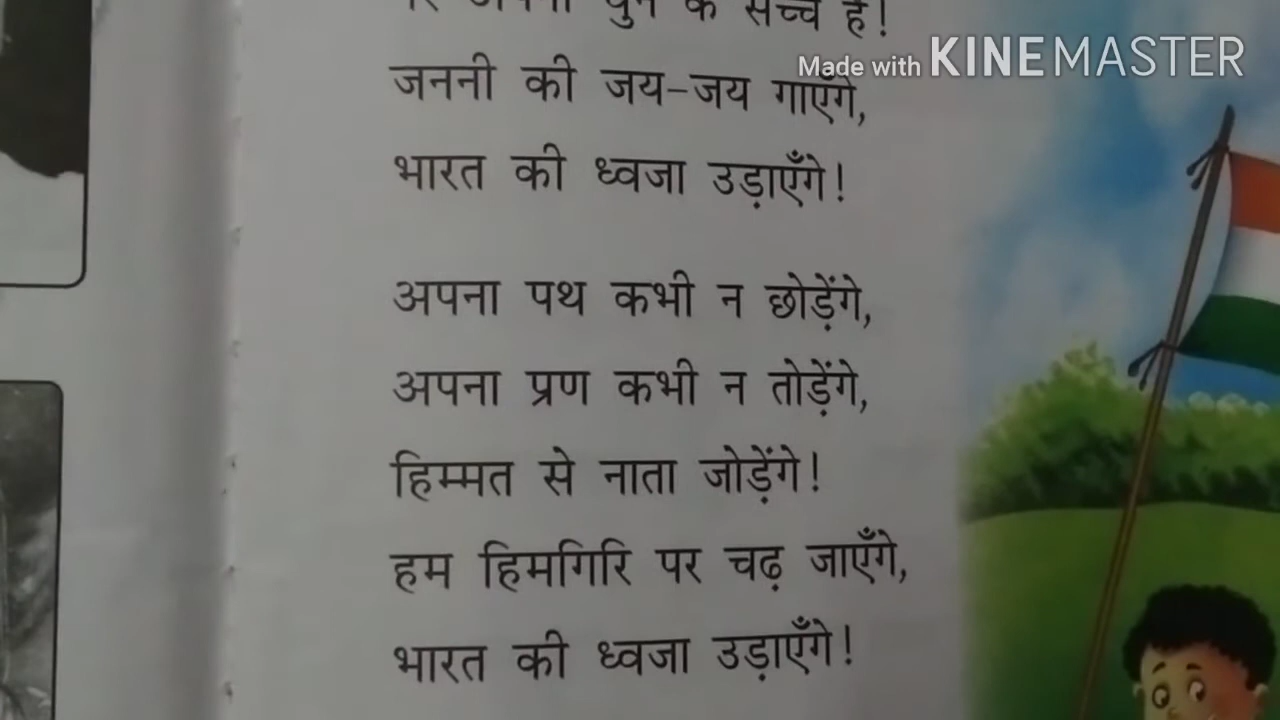 के सच्चे हैं!
Made with KINEMASTER
जननी की जय-जय गाएँगे,
भारत की ध्वजा उड़ाएँगे!
अपना पथ कभी न छोड़ेंगे,
अपना प्रण कभी न तोड़ेंगे,
हिम्मत से नाता जोड़ेंगे!
हम हिमगिरि पर चढ़ जाएँगे,
भारत की ध्वजा उड़ाएँगे!